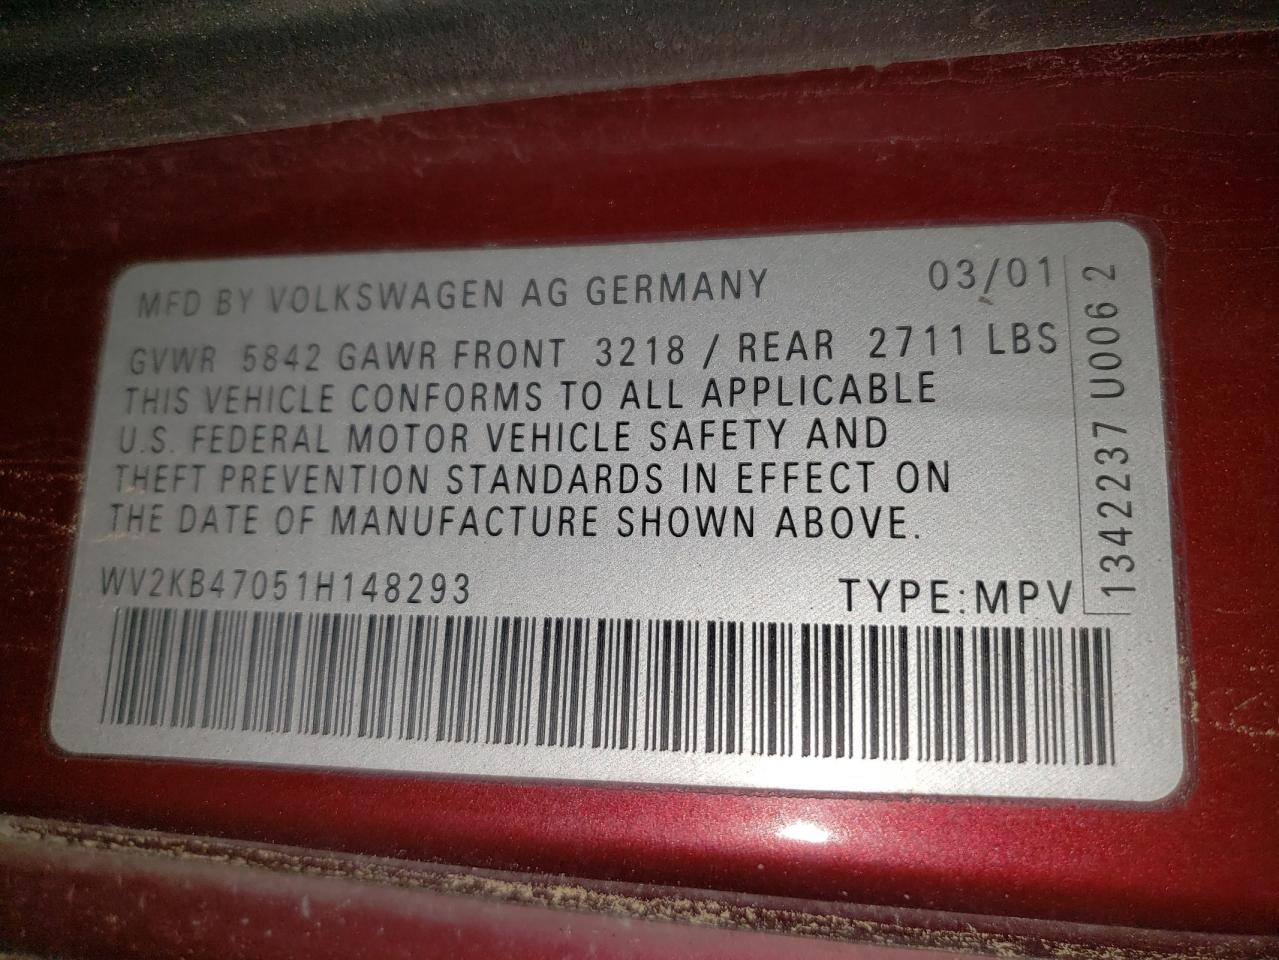 MFD BY VOLKSWAGEN AG GERMANY 03/01
GVWR 5842 GAWR FRONT 3218 / REAR 2711 LBS
THIS VEHICLE CONFORMS TO ALL APPLICABLE
U.S. FEDERAL MOTOR VEHICLE SAFETY AND
THEFT PREVENTION STANDARDS IN EFFECT ON
THE DATE OF MANUFACTURE SHOWN ABOVE.
WV2KB47051H148293 TYPE:MPV
1342237 U006 2